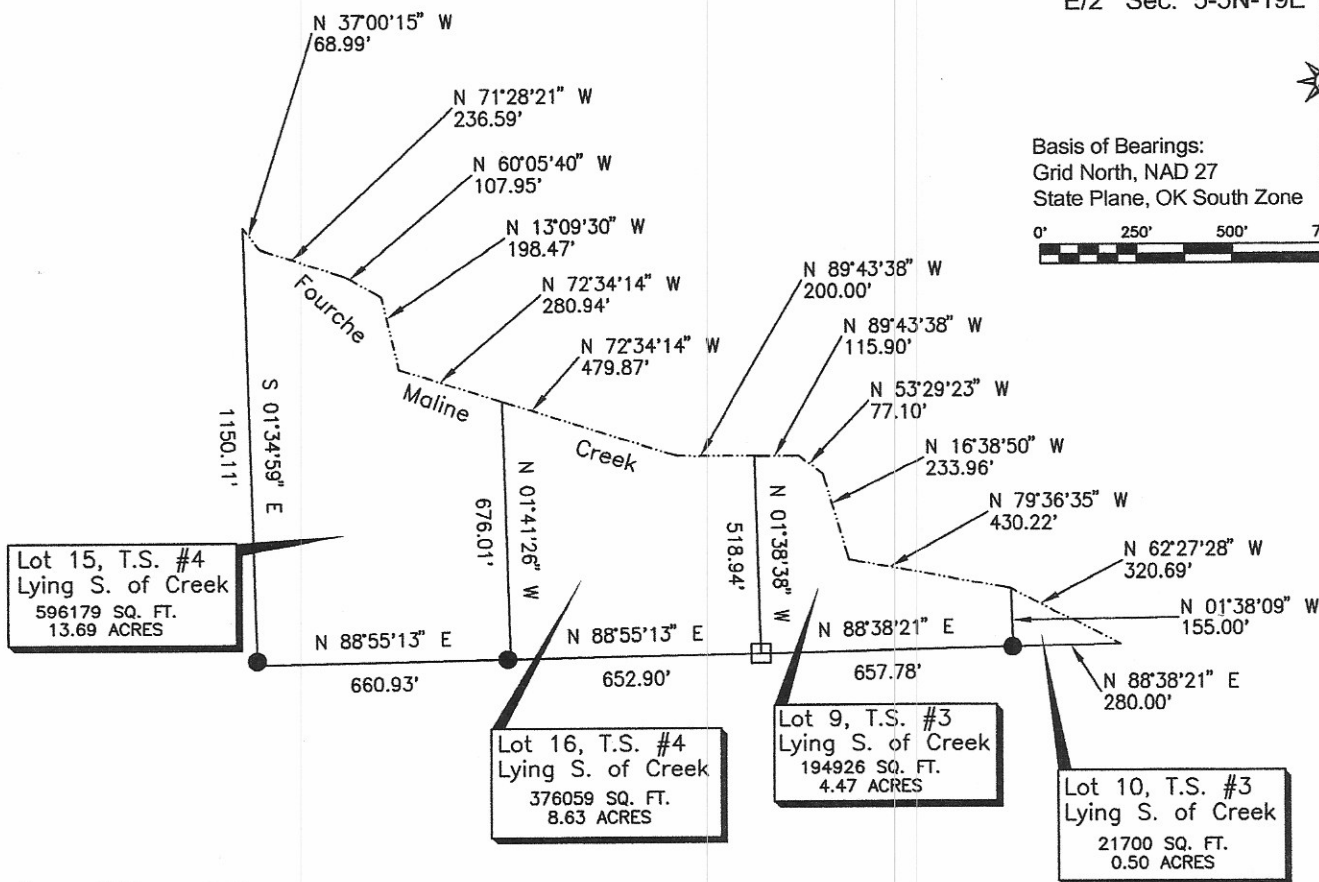 E/2 Sec. 5-5N-19E
N 37°00'15" W
68.99'
N 71°28'21" W
236.59'
N 60°05'40" W
107.95'
N 13°09'30" W
198.47'
N 72°34'14" W
280.94'
N 72°34'14" W
479.87'
N 89°43'38" W
200.00'
N 89°43'38" W
115.90'
N 53°29'23" W
77.10'
N 16°38'50" W
233.96'
N 79°36'35" W
430.22'
N 62°27'28" W
320.69'
N 01°38'09" W
155.00'
Basis of Bearings:
Grid North, NAD 27
State Plane, OK South Zone
0' 250' 500'
Fourche
Maline
Creek
S 01°34'59" E
1150.11'
N 01°41'26" W
676.01'
N 01°38'38" W
518.94'
Lot 15, T.S. #4
Lying S. of Creek
596179 SQ. FT.
13.69 ACRES
N 88°55'13" E
660.93'
N 88°55'13" E
652.90'
N 88°38'21" E
657.78'
N 88°38'21" E
280.00'
Lot 16, T.S. #4
Lying S. of Creek
376059 SQ. FT.
8.63 ACRES
Lot 9, T.S. #3
Lying S. of Creek
194926 SQ. FT.
4.47 ACRES
Lot 10, T.S. #3
Lying S. of Creek
21700 SQ. FT.
0.50 ACRES